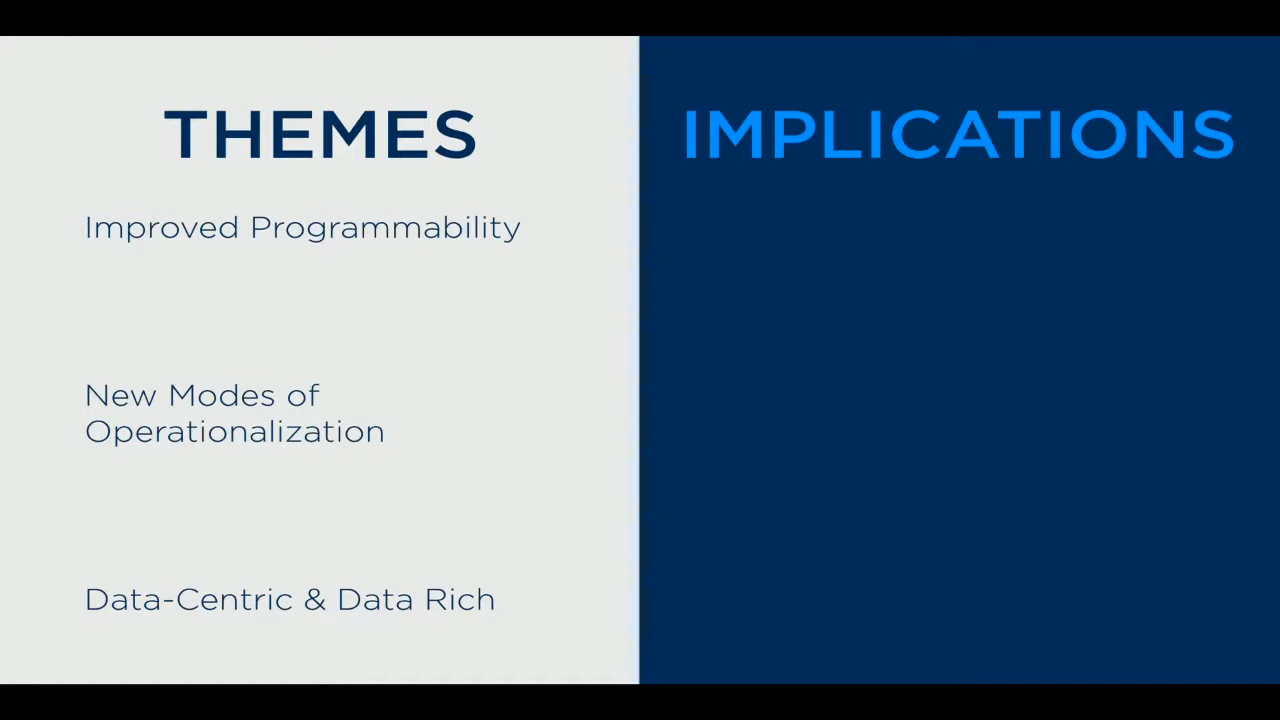 THEMES
Improved Programmability
New Modes of
Operationalization
Data-Centric & Data Rich
IMPLICATIONS